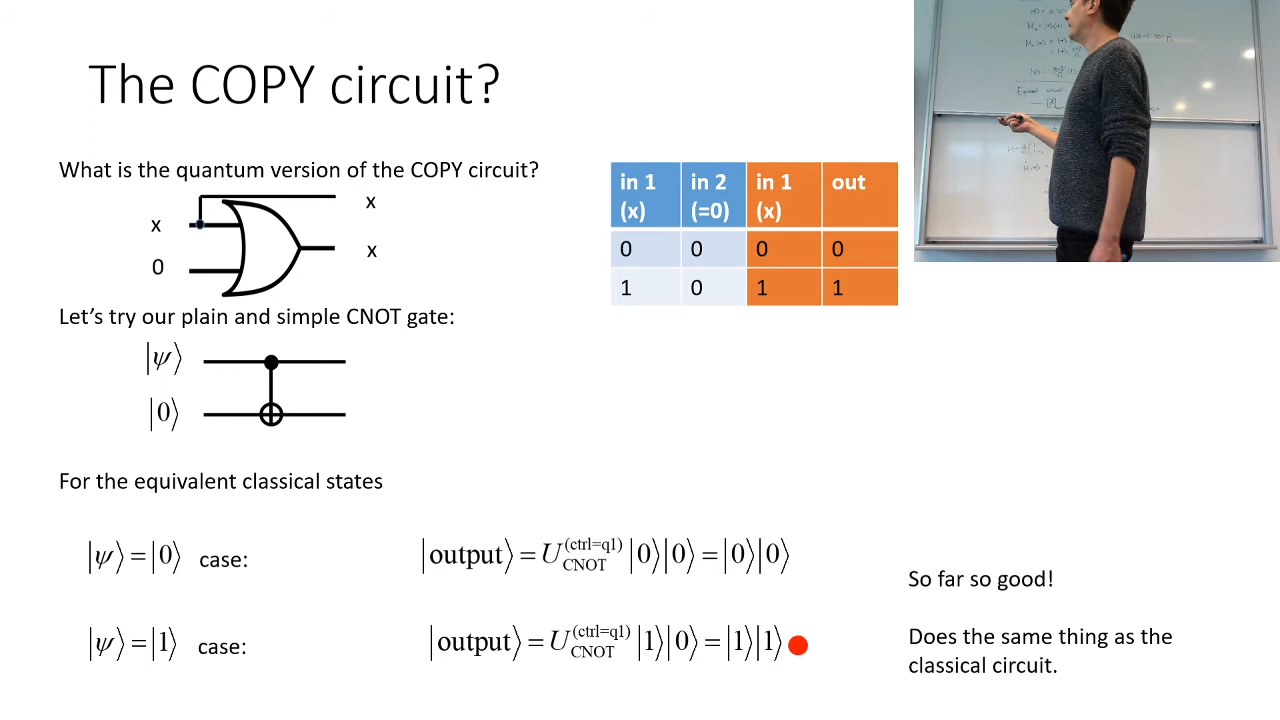 The COPY circuit?
What is the quantum version of the COPY circuit?
x
x
0
x
in 1 (x) in 2 (=0) in 1 (x) out
0 0 0 0
1 0 1 1
Let's try our plain and simple CNOT gate:
|ψ⟩
|0⟩
For the equivalent classical states
|ψ⟩ = |0⟩ case: |output⟩ = U_CNOT^(ctrl=q1) |0⟩|0⟩ = |0⟩|0⟩
So far so good!
|ψ⟩ = |1⟩ case: |output⟩ = U_CNOT^(ctrl=q1) |1⟩|0⟩ = |1⟩|1⟩
Does the same thing as the
classical circuit.